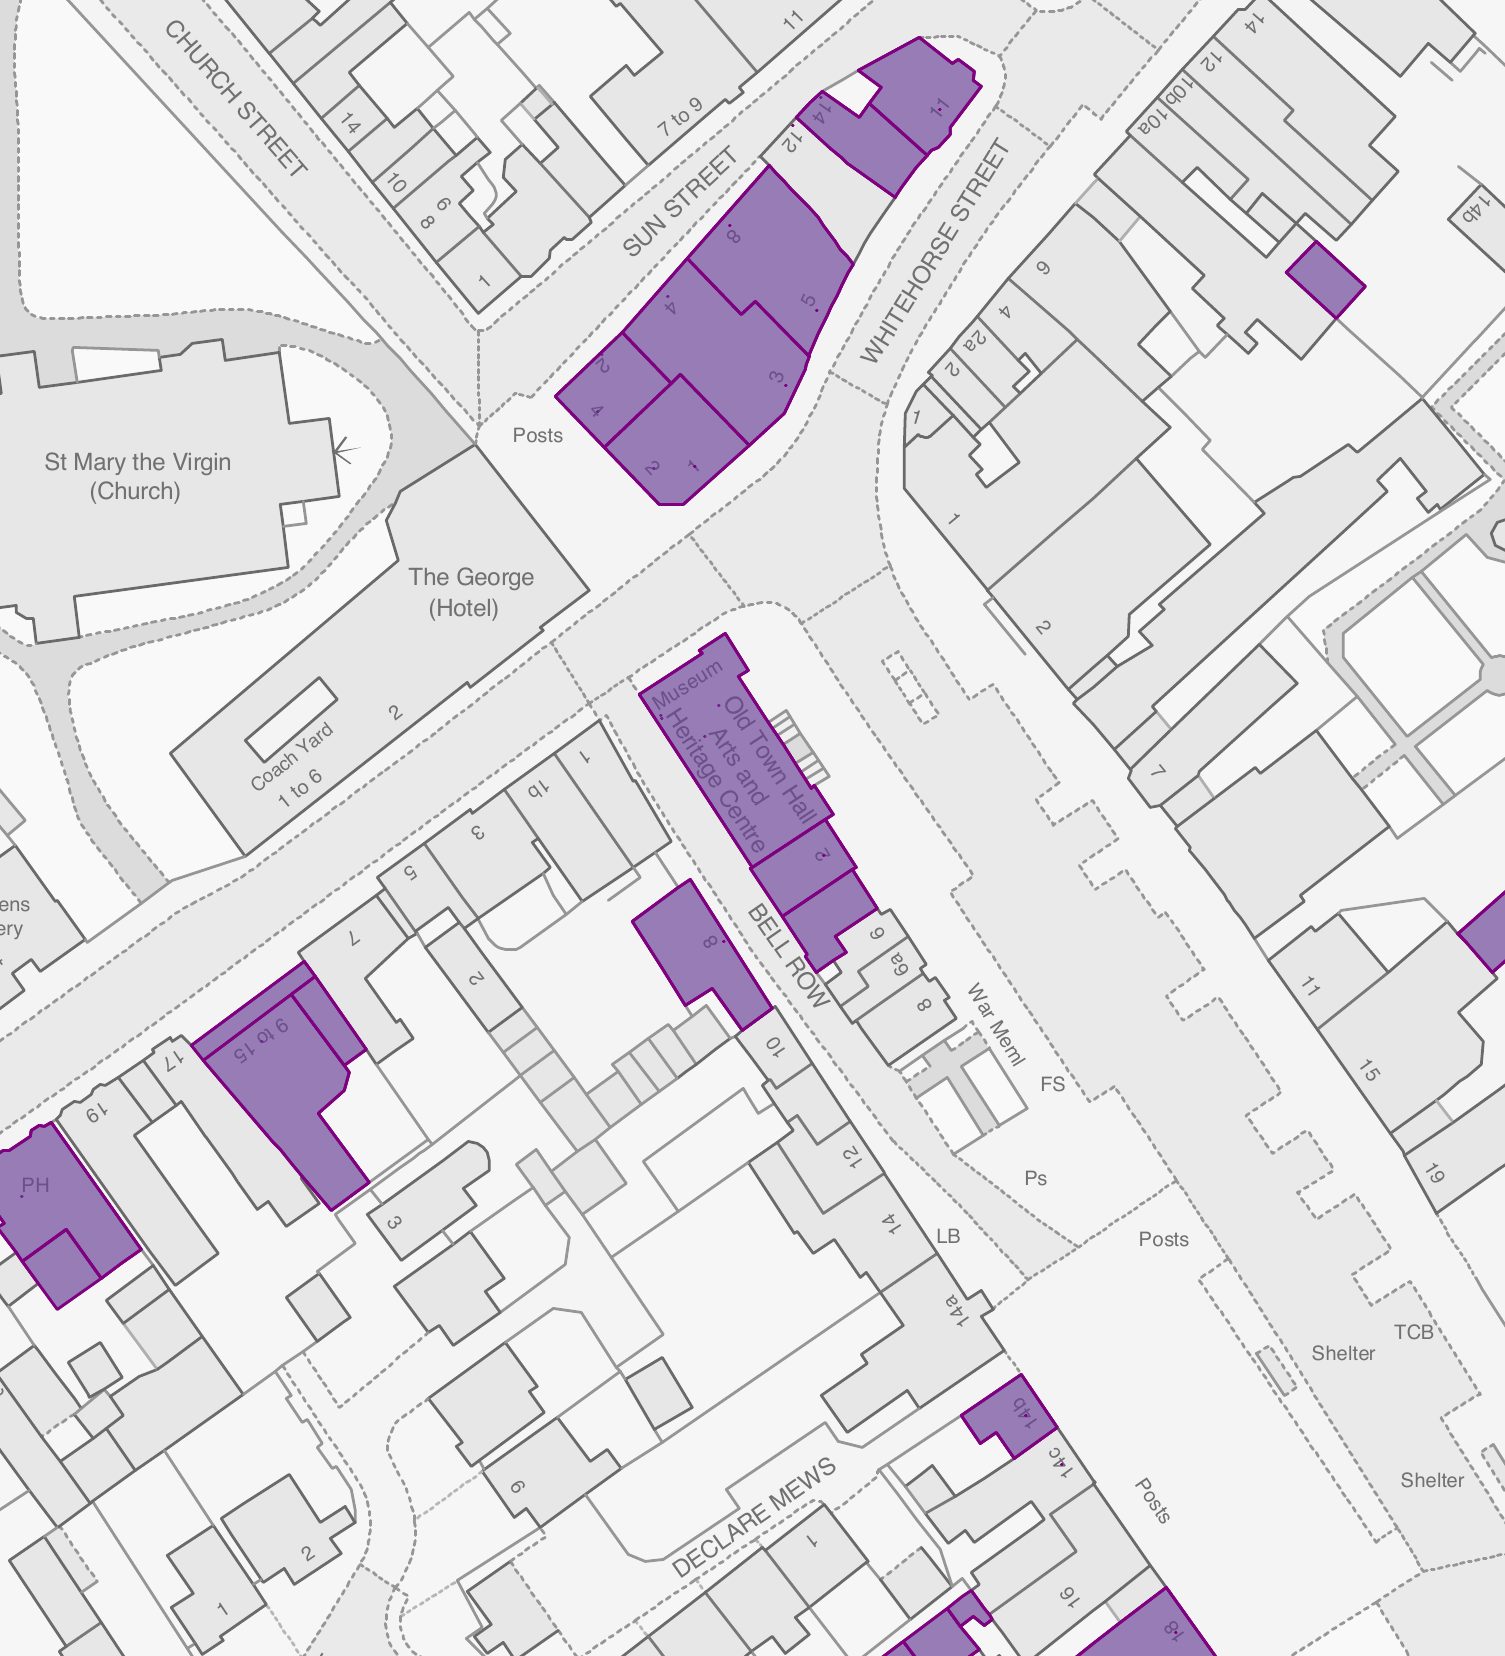 CHURCH STREET
11
14
7 to 9
10
6
8
1
SUN STREET
14
12
11
WHITEHORSE STREET
14
12
10b
10a
14b
8
5
4
3
2
4
2
1
Posts
9
4
2a
2
1
1
2
7
St Mary the Virgin
(Church)
The George
(Hotel)
2
Coach Yard
1 to 6
Museum
Old Town Hall
Arts and
Heritage Centre
2
1
1b
3
5
7
2
8
BELL ROW
6
6a
8
War Meml
FS
10
12
14
14a
LB
Ps
Posts
11
15
19
9 to 15
17
19
PH
3
ens
ery
TCB
Shelter
Shelter
Posts
14b
14c
DECLARE MEWS
1
16
18
6
2
1